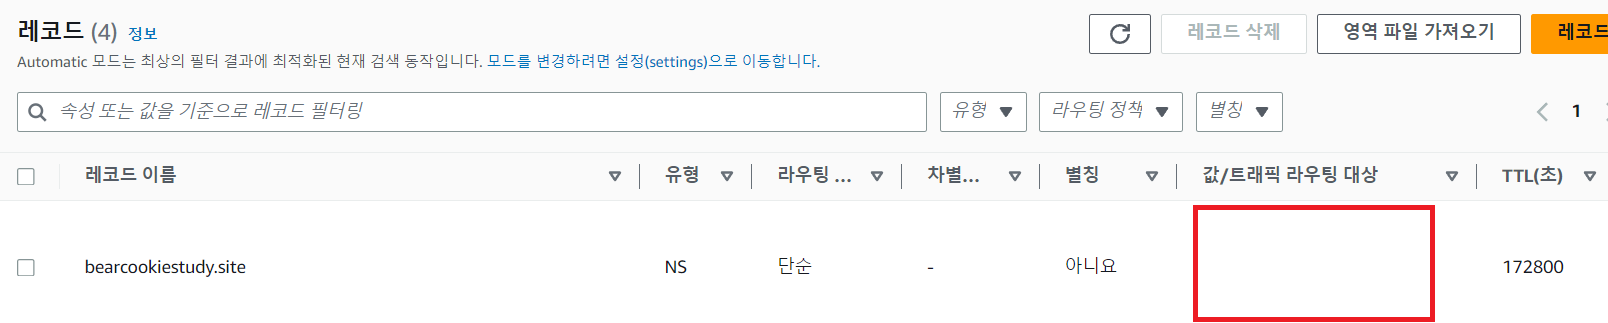 레코드 (4) 정보
레코드 삭제
영역 파일 가져오기
레코드
Automatic 모드는 최상의 필터 결과에 최적화된 현재 검색 동작입니다. 모드를 변경하려면 설정(settings)으로 이동합니다.
속성 또는 값을 기준으로 레코드 필터링
유형
라우팅 정책
별칭
1
레코드 이름 유형 라우팅 ... 차별... 별칭 값/트래픽 라우팅 대상 TTL(초)
bearcookiestudy.site NS 단순 - 아니요 172800